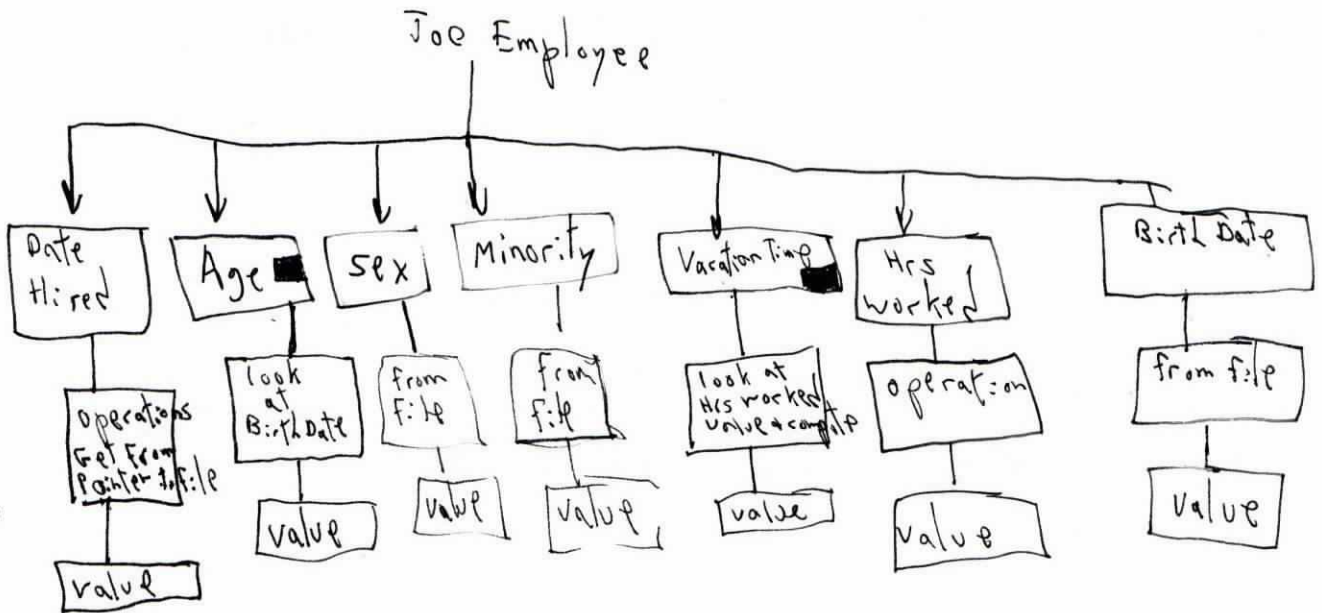 Joe Employee
Date
Hired
Age
Sex
Minority
Vacation Time
Hrs
worked
Birth Date
Operations
Get From
Pointer to file
look
at
Birth Date
from
file
From
file
look at
Hrs worked
value & compute
operation
from file
value
value
value
value
value
value
value